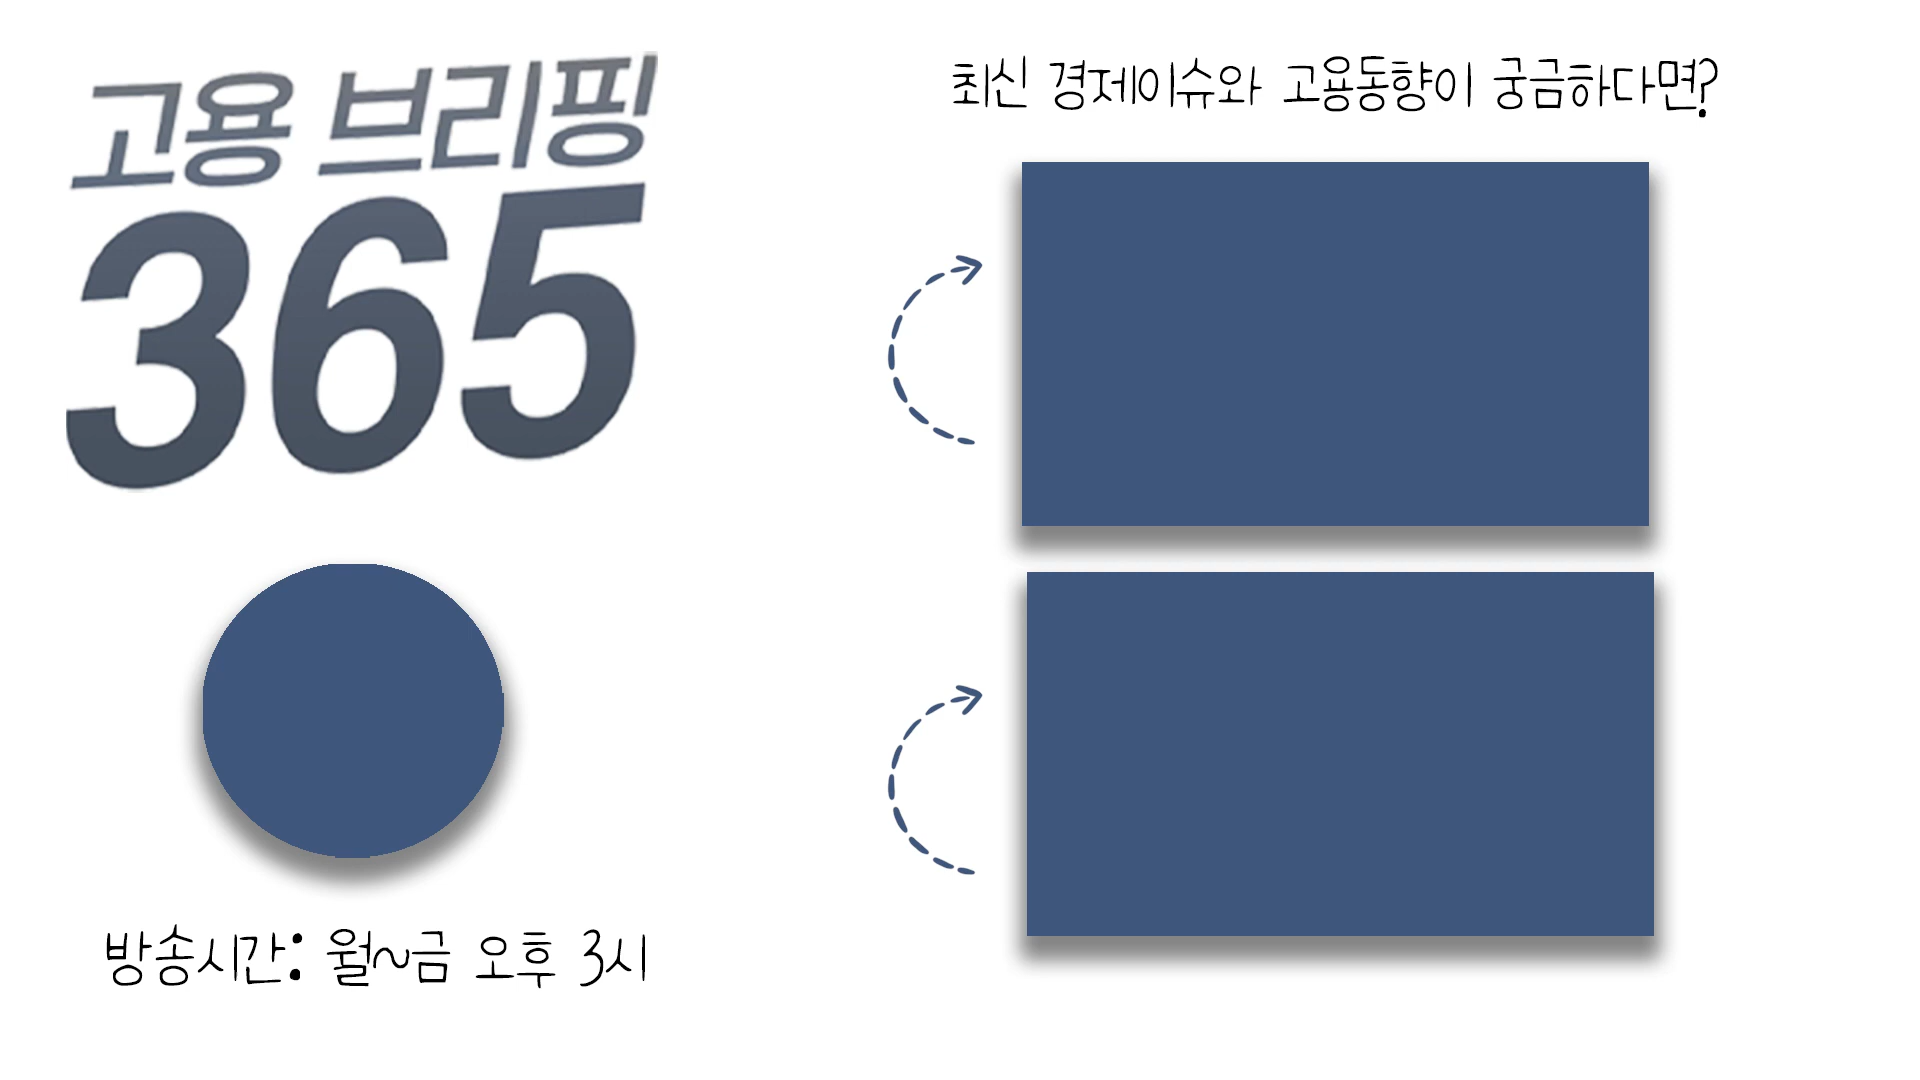 고용 브리핑
365
최신 경제이슈와 고용동향이 궁금하다면?
방송시간: 월~금 오후 3시